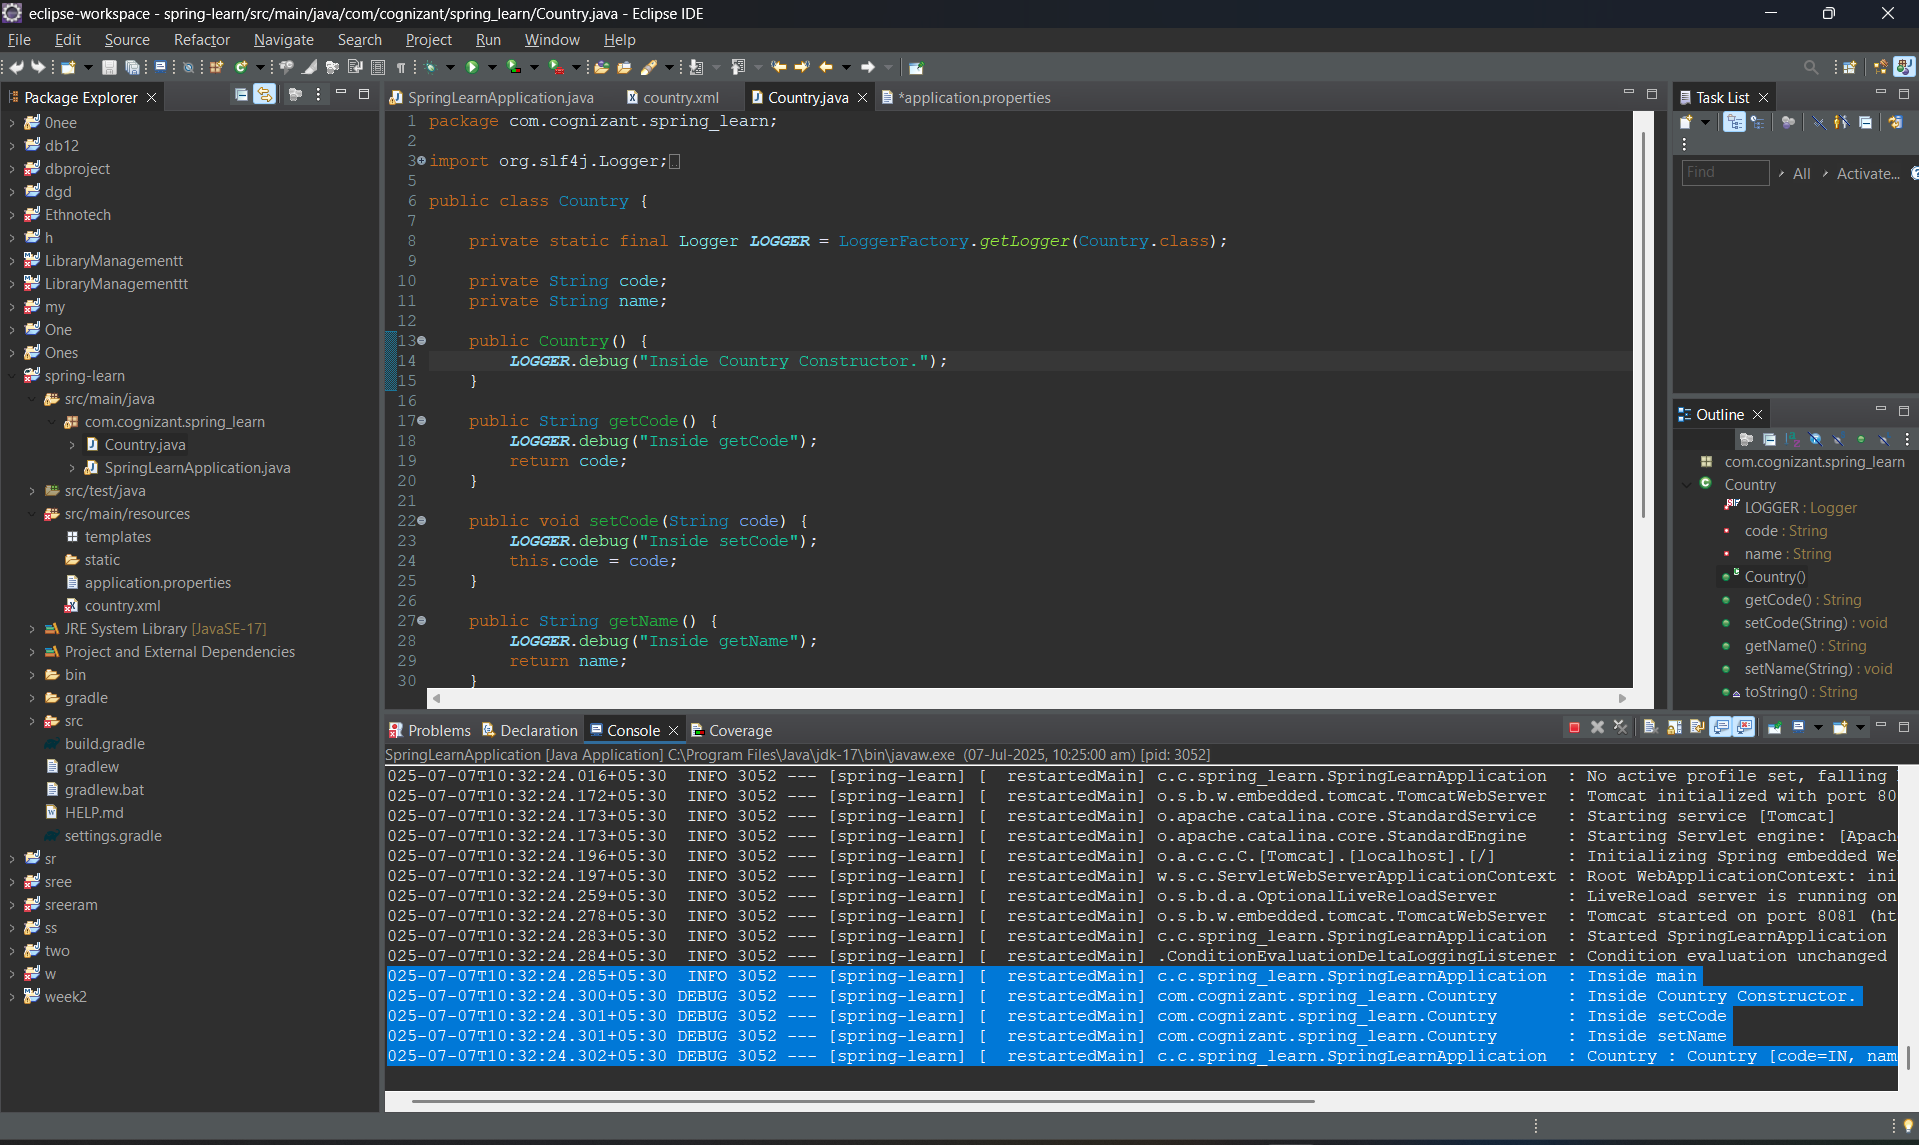 eclipse-workspace - spring-learn/src/main/java/com/cognizant/spring_learn/Country.java - Eclipse IDE
File Edit Source Refactor Navigate Search Project Run Window Help
Package Explorer
0nee
db12
dbproject
dgd
Ethnotech
h
LibraryManagementt
LibraryManagementtt
my
One
Ones
spring-learn
src/main/java
com.cognizant.spring_learn
Country.java
SpringLearnApplication.java
src/test/java
src/main/resources
templates
static
application.properties
country.xml
JRE System Library [JavaSE-17]
Project and External Dependencies
bin
gradle
src
build.gradle
gradlew
gradlew.bat
HELP.md
settings.gradle
sr
sree
sreeram
ss
two
w
week2
SpringLearnApplication.java country.xml Country.java *application.properties
1 package com.cognizant.spring_learn;
2
3 import org.slf4j.Logger;
5
6 public class Country {
7
8 private static final Logger LOGGER = LoggerFactory.getLogger(Country.class);
9
10 private String code;
11 private String name;
12
13 public Country() {
14 LOGGER.debug("Inside Country Constructor.");
15 }
16
17 public String getCode() {
18 LOGGER.debug("Inside getCode");
19 return code;
20 }
21
22 public void setCode(String code) {
23 LOGGER.debug("Inside setCode");
24 this.code = code;
25 }
26
27 public String getName() {
28 LOGGER.debug("Inside getName");
29 return name;
30 }
Task List
Find All Activate...
Outline
com.cognizant.spring_learn
Country
LOGGER : Logger
code : String
name : String
Country()
getCode() : String
setCode(String) : void
getName() : String
setName(String) : void
toString() : String
Problems Declaration Console Coverage
SpringLearnApplication [Java Application] C:\Program Files\Java\jdk-17\bin\javaw.exe (07-Jul-2025, 10:25:00 am) [pid: 3052]
025-07-07T10:32:24.016+05:30 INFO 3052 --- [spring-learn] [ restartedMain] c.c.spring_learn.SpringLearnApplication : No active profile set, falling
025-07-07T10:32:24.172+05:30 INFO 3052 --- [spring-learn] [ restartedMain] o.s.b.w.embedded.tomcat.TomcatWebServer : Tomcat initialized with port 80
025-07-07T10:32:24.173+05:30 INFO 3052 --- [spring-learn] [ restartedMain] o.apache.catalina.core.StandardService : Starting service [Tomcat]
025-07-07T10:32:24.173+05:30 INFO 3052 --- [spring-learn] [ restartedMain] o.apache.catalina.core.StandardEngine : Starting Servlet engine: [Apach
025-07-07T10:32:24.196+05:30 INFO 3052 --- [spring-learn] [ restartedMain] o.a.c.c.C.[Tomcat].[localhost].[/] : Initializing Spring embedded We
025-07-07T10:32:24.197+05:30 INFO 3052 --- [spring-learn] [ restartedMain] w.s.c.ServletWebServerApplicationContext : Root WebApplicationContext: ini
025-07-07T10:32:24.259+05:30 INFO 3052 --- [spring-learn] [ restartedMain] o.s.b.d.a.OptionalLiveReloadServer : LiveReload server is running on
025-07-07T10:32:24.278+05:30 INFO 3052 --- [spring-learn] [ restartedMain] o.s.b.w.embedded.tomcat.TomcatWebServer : Tomcat started on port 8081 (ht
025-07-07T10:32:24.283+05:30 INFO 3052 --- [spring-learn] [ restartedMain] c.c.spring_learn.SpringLearnApplication : Started SpringLearnApplication
025-07-07T10:32:24.284+05:30 INFO 3052 --- [spring-learn] [ restartedMain] .ConditionEvaluationDeltaLoggingListener : Condition evaluation unchanged
025-07-07T10:32:24.285+05:30 INFO 3052 --- [spring-learn] [ restartedMain] c.c.spring_learn.SpringLearnApplication : Inside main
025-07-07T10:32:24.300+05:30 DEBUG 3052 --- [spring-learn] [ restartedMain] com.cognizant.spring_learn.Country : Inside Country Constructor.
025-07-07T10:32:24.301+05:30 DEBUG 3052 --- [spring-learn] [ restartedMain] com.cognizant.spring_learn.Country : Inside setCode
025-07-07T10:32:24.301+05:30 DEBUG 3052 --- [spring-learn] [ restartedMain] com.cognizant.spring_learn.Country : Inside setName
025-07-07T10:32:24.302+05:30 DEBUG 3052 --- [spring-learn] [ restartedMain] c.c.spring_learn.SpringLearnApplication : Country : Country [code=IN, nam